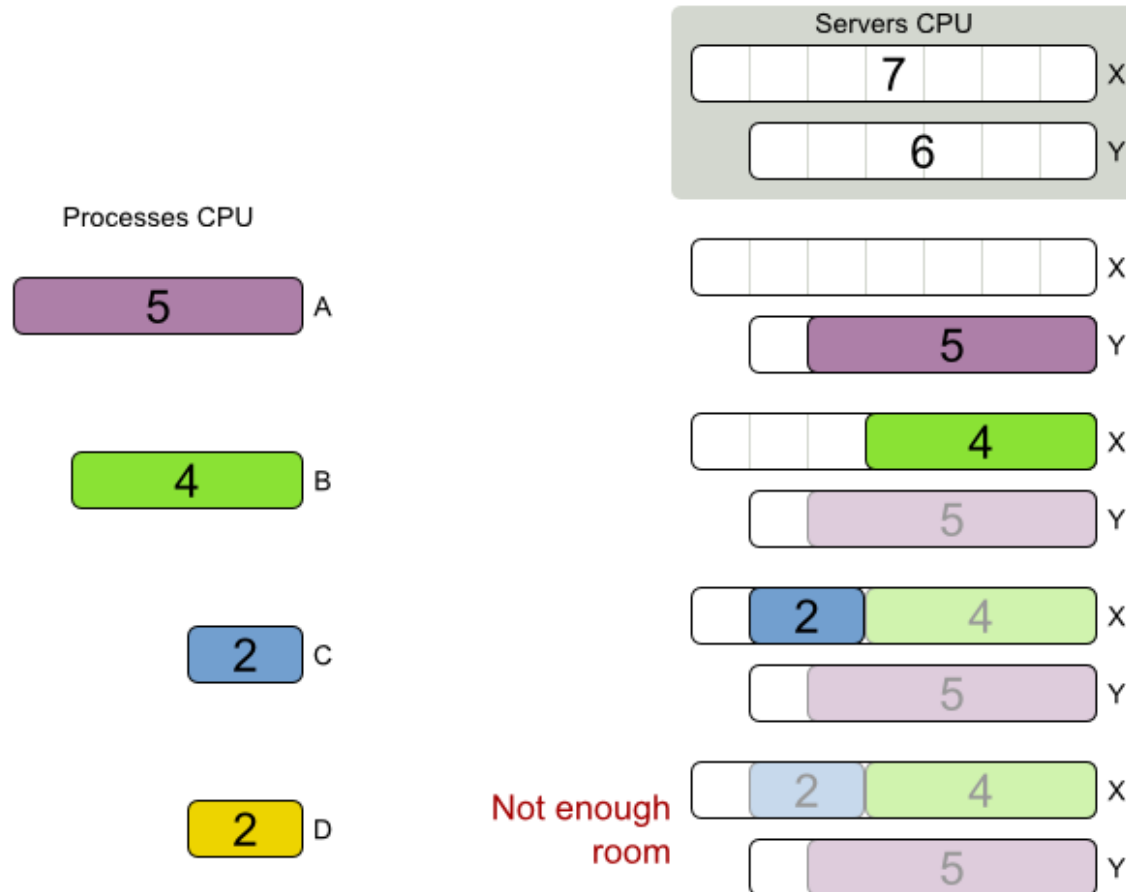 Servers CPU
7 X
6 Y
Processes CPU
X
5 A
5 Y
4 X
4 B
5 Y
2 4 X
2 C
5 Y
2 4 X
Not enough
room
2 D
5 Y